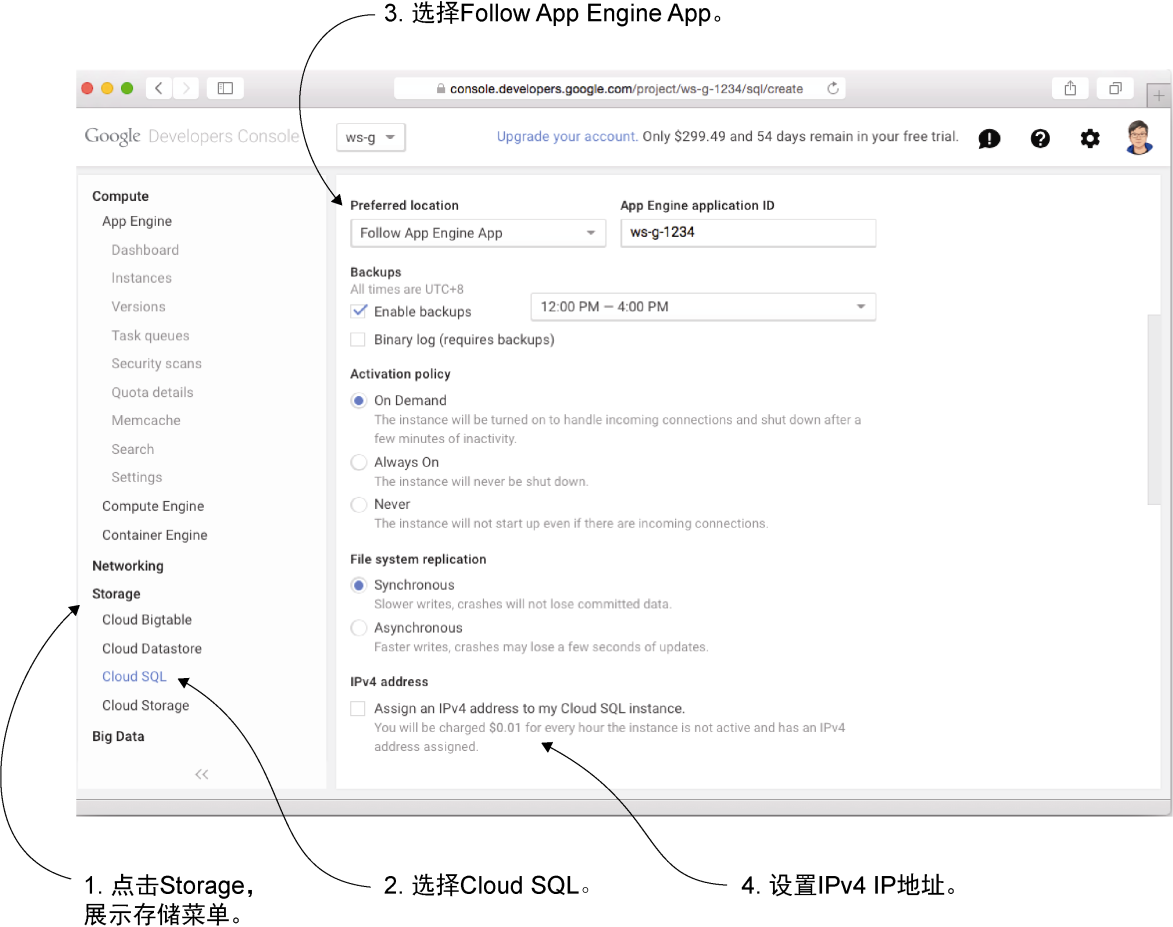 3. 选择Follow App Engine App。
console.developers.google.com/project/ws-g-1234/sql/create
Google Developers Console
ws-g
Upgrade your account. Only $299.49 and 54 days remain in your free trial.
Compute
App Engine
Dashboard
Instances
Versions
Task queues
Security scans
Quota details
Memcache
Search
Settings
Compute Engine
Container Engine
Networking
Storage
Cloud Bigtable
Cloud Datastore
Cloud SQL
Cloud Storage
Big Data
Preferred location
Follow App Engine App
App Engine application ID
ws-g-1234
Backups
All times are UTC+8
Enable backups
12:00 PM — 4:00 PM
Binary log (requires backups)
Activation policy
On Demand
The instance will be turned on to handle incoming connections and shut down after a
few minutes of inactivity.
Always On
The instance will never be shut down.
Never
The instance will not start up even if there are incoming connections.
File system replication
Synchronous
Slower writes, crashes will not lose committed data.
Asynchronous
Faster writes, crashes may lose a few seconds of updates.
IPv4 address
Assign an IPv4 address to my Cloud SQL instance.
You will be charged $0.01 for every hour the instance is not active and has an IPv4
address assigned.
1. 点击Storage，
展示存储菜单。
2. 选择Cloud SQL。
4. 设置IPv4 IP地址。